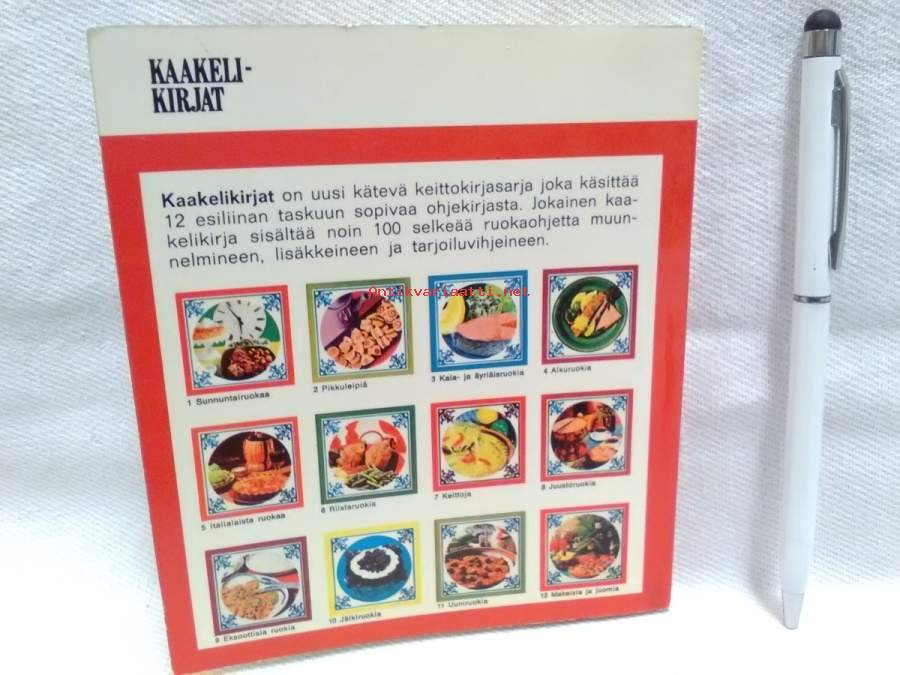 KAAKELI-
KIRJAT
Kaakelikirjat on uusi kätevä keittokirjasarja joka käsittää
12 esiliinan taskuun sopivaa ohjekirjasta. Jokainen kaa-
kelikirja sisältää noin 100 selkeää ruokaohjetta muun-
nelmineen, lisäkkeineen ja tarjoiluvihjeineen.
Antikvariaatti.net
1 Sunnuntairuokaa
2 Pikkuleipiä
3 Kala- ja äyriäisruokia
4 Alkuruokia
5 Italialaista ruokaa
6 Riistaruokia
7 Keittoja
8 Juustoruokia
9 Eksoottisia ruokia
10 Jälkiruokia
11 Uuniruokia
12 Makeisia ja juomia